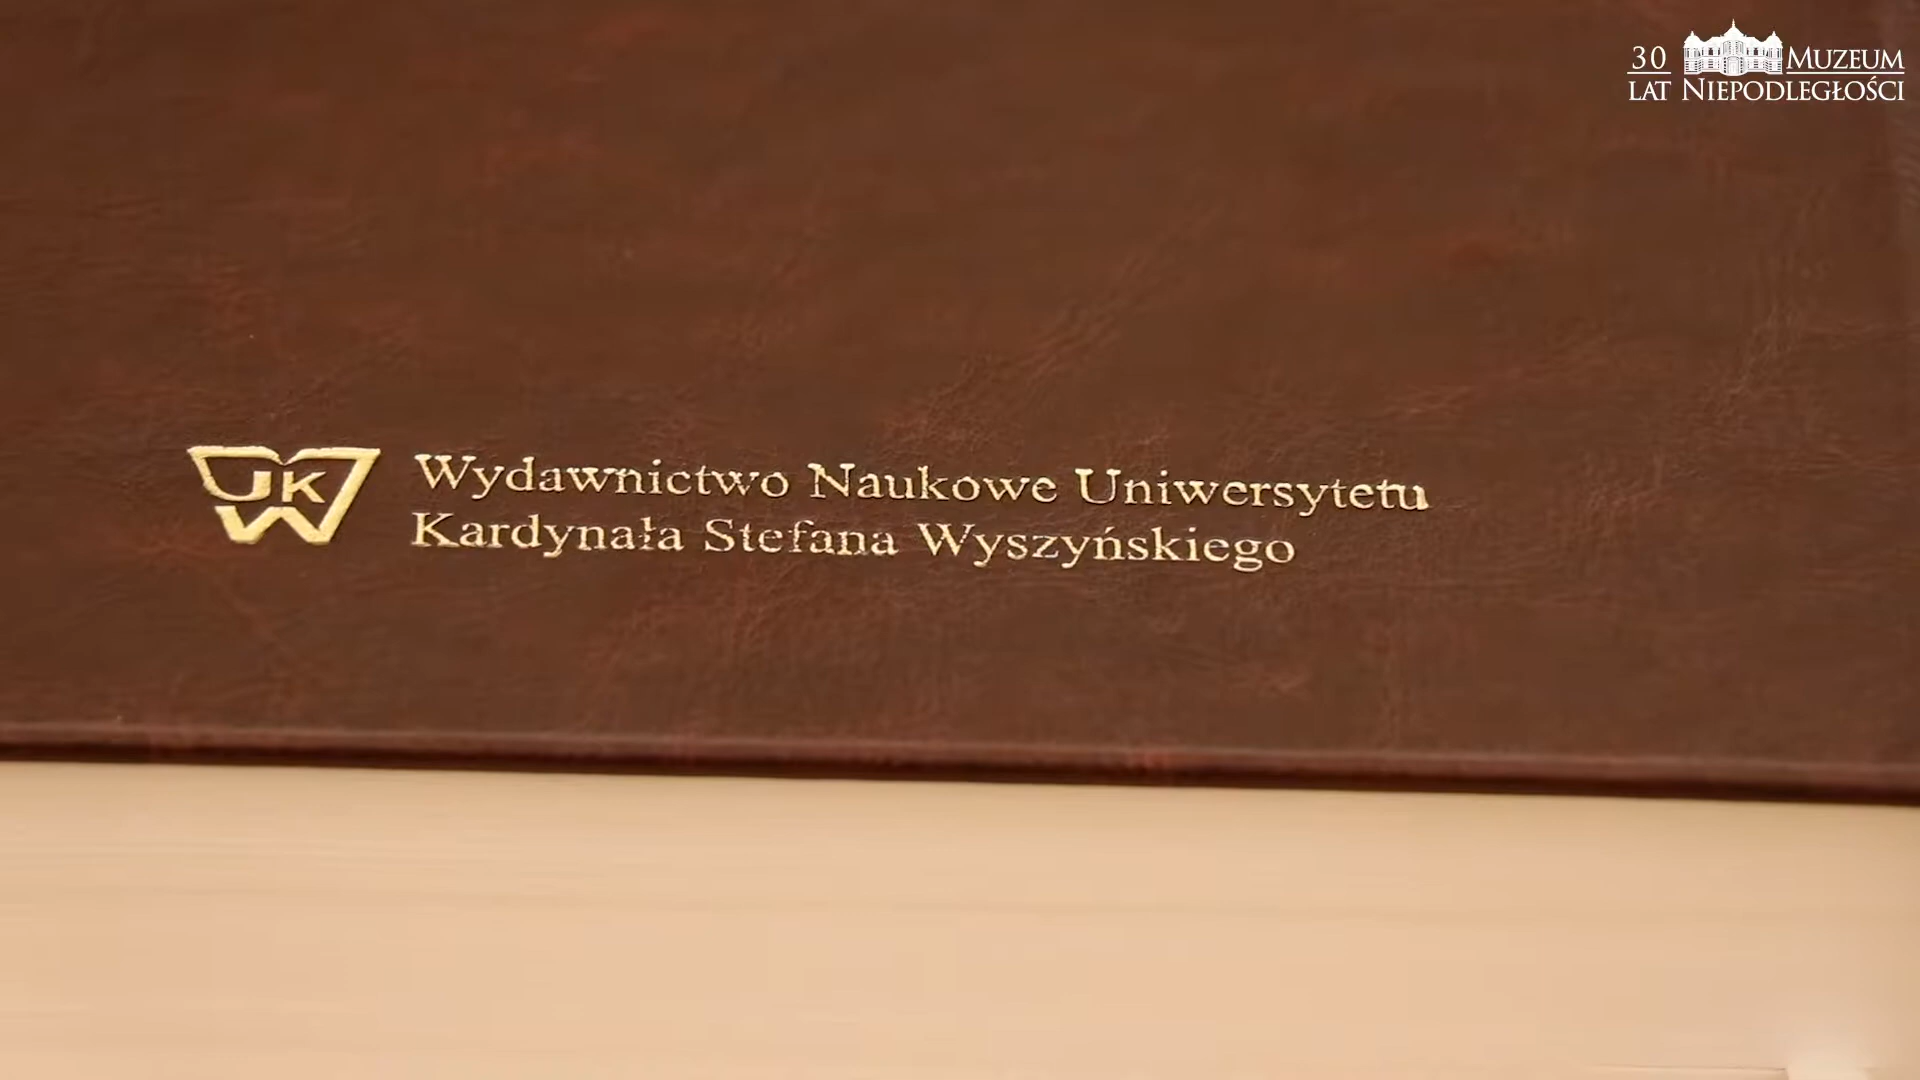 30 MUZEUM
LAT NIEPODLEGŁOŚCI
UKW
Wydawnictwo Naukowe Uniwersytetu
Kardynała Stefana Wyszyńskiego